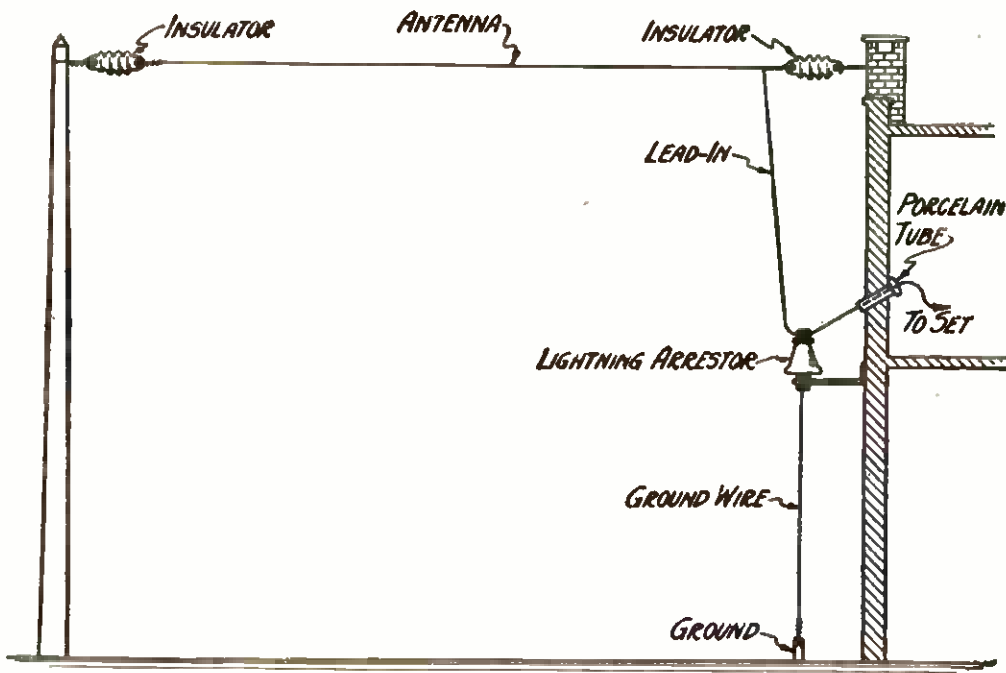 INSULATOR
ANTENNA
INSULATOR
LEAD-IN
PORCELAIN
TUBE
TO SET
LIGHTNING ARRESTOR
GROUND WIRE
GROUND